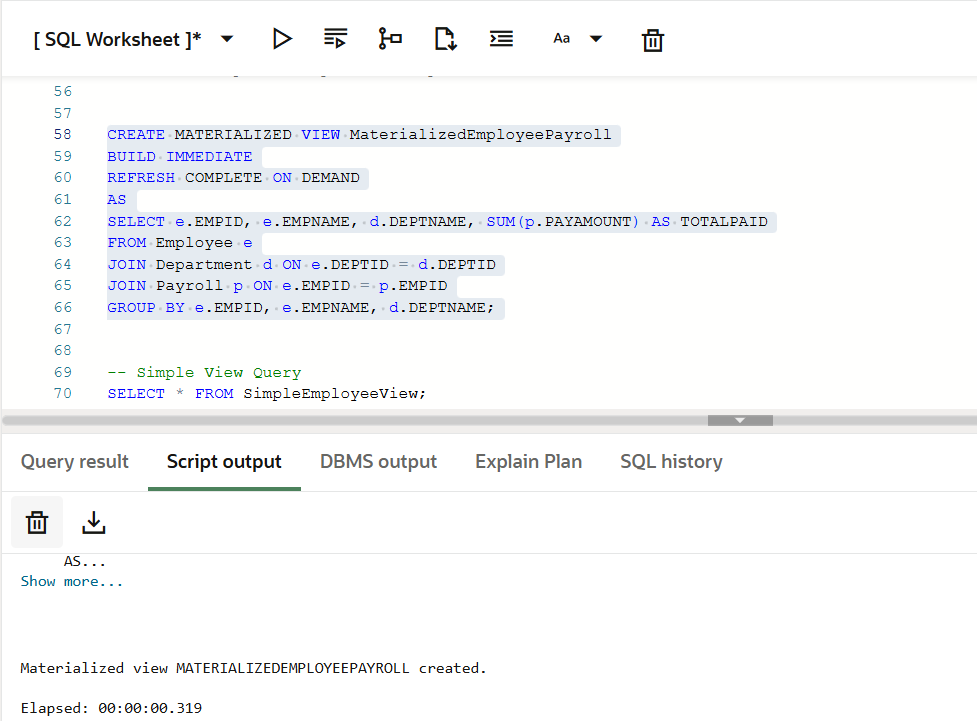 [ SQL Worksheet ]*
Aa
56
57
58 CREATE MATERIALIZED VIEW MaterializedEmployeePayroll
59 BUILD IMMEDIATE
60 REFRESH COMPLETE ON DEMAND
61 AS
62 SELECT e.EMPID, e.EMPNAME, d.DEPTNAME, SUM(p.PAYAMOUNT) AS TOTALPAID
63 FROM Employee e
64 JOIN Department d ON e.DEPTID = d.DEPTID
65 JOIN Payroll p ON e.EMPID = p.EMPID
66 GROUP BY e.EMPID, e.EMPNAME, d.DEPTNAME;
67
68
69 -- Simple View Query
70 SELECT * FROM SimpleEmployeeView;
Query result Script output DBMS output Explain Plan SQL history
AS...
Show more...
Materialized view MATERIALIZEDEMPLOYEEPAYROLL created.
Elapsed: 00:00:00.319